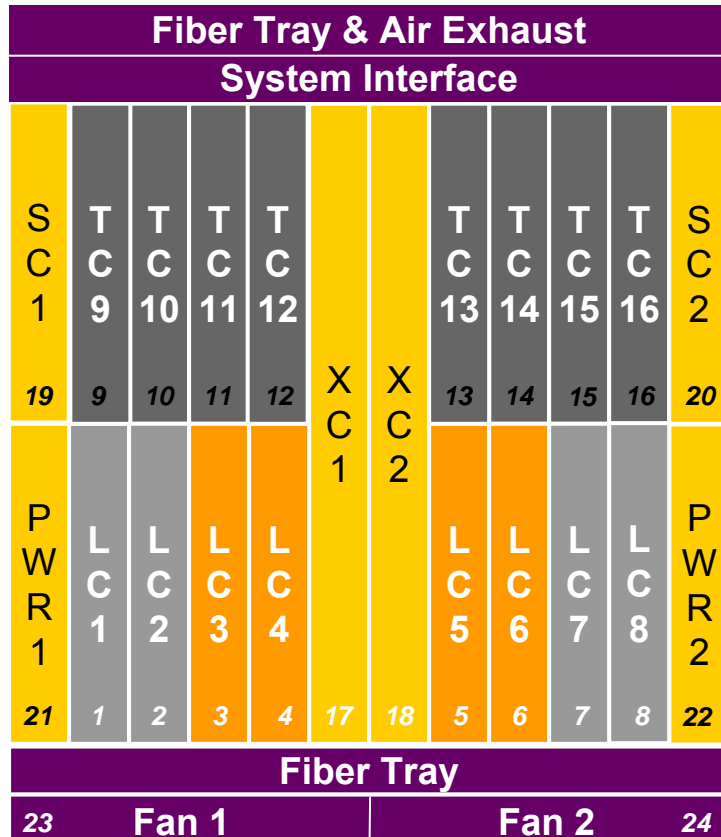 Fiber Tray & Air Exhaust
System Interface
SC1
19
TC9
9
TC10
10
TC11
11
TC12
12
XC1
17
XC2
18
TC13
13
TC14
14
TC15
15
TC16
16
SC2
20
PWR1
21
LC1
1
LC2
2
LC3
3
LC4
4
LC5
5
LC6
6
LC7
7
LC8
8
PWR2
22
Fiber Tray
23 Fan 1 Fan 2 24